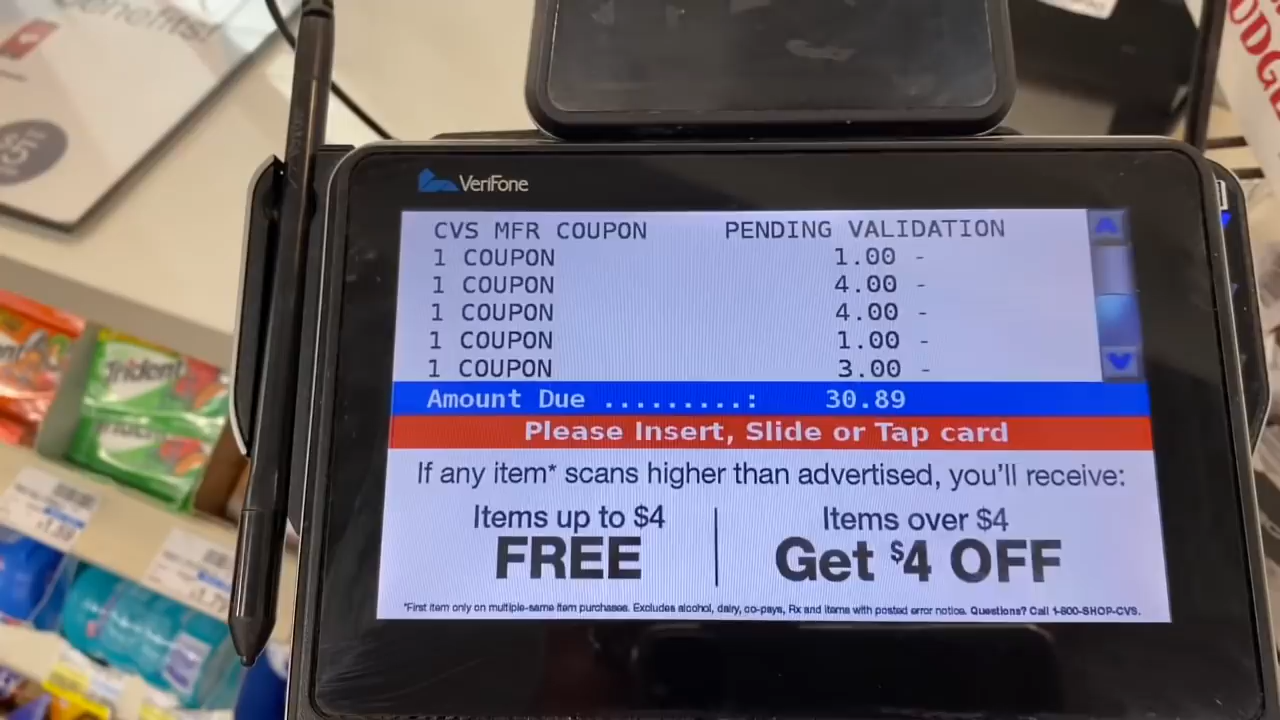 Benefits!
VeriFone
CVS MFR COUPON PENDING VALIDATION
1 COUPON 1.00 -
1 COUPON 4.00 -
1 COUPON 4.00 -
1 COUPON 1.00 -
1 COUPON 3.00 -
Amount Due .........: 30.89
Please Insert, Slide or Tap card
If any item* scans higher than advertised, you'll receive:
Items up to $4
FREE
Items over $4
Get $4 OFF
*First item only on multiple-same item purchases. Excludes alcohol, dairy, co-pays, Rx and items with posted error notice. Questions? Call 1-800-SHOP-CVS.
Trident